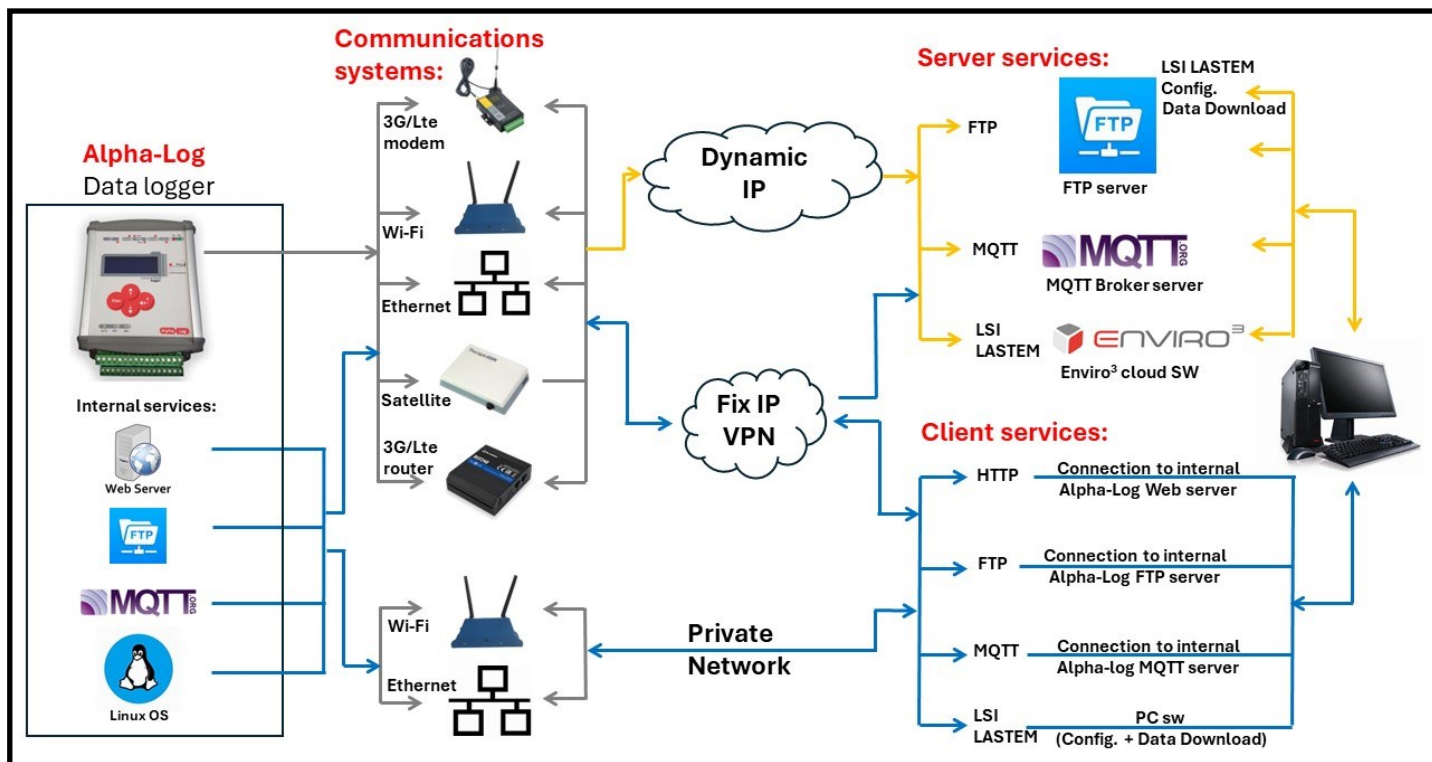 Communications
systems:
3G/Lte
modem
Wi-Fi
Ethernet
Satellite
3G/Lte
router
Alpha-Log
Data logger
Internal services:
Web Server
FTP
MQTT.ORG
Linux OS
Wi-Fi
Ethernet
Dynamic
IP
Fix IP
VPN
Private
Network
Server services:
LSI LASTEM
Config.
Data Download
FTP
FTP
FTP server
MQTT
MQTT.ORG
MQTT Broker server
LSI
LASTEM
ENVIRO3
Enviro³ cloud SW
Client services:
HTTP
Connection to internal
Alpha-Log Web server
FTP
Connection to internal
Alpha-Log FTP server
MQTT
Connection to internal
Alpha-log MQTT server
LSI
LASTEM
PC sw
(Config. + Data Download)